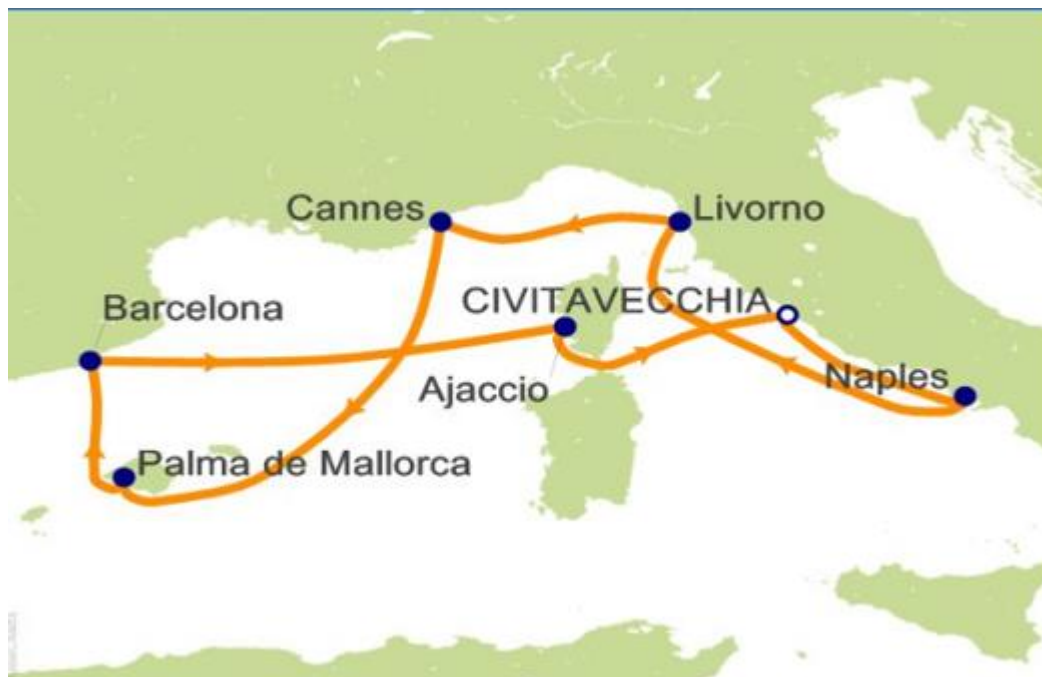 Cannes
Livorno
Barcelona
CIVITAVECCHIA
Ajaccio
Naples
Palma de Mallorca